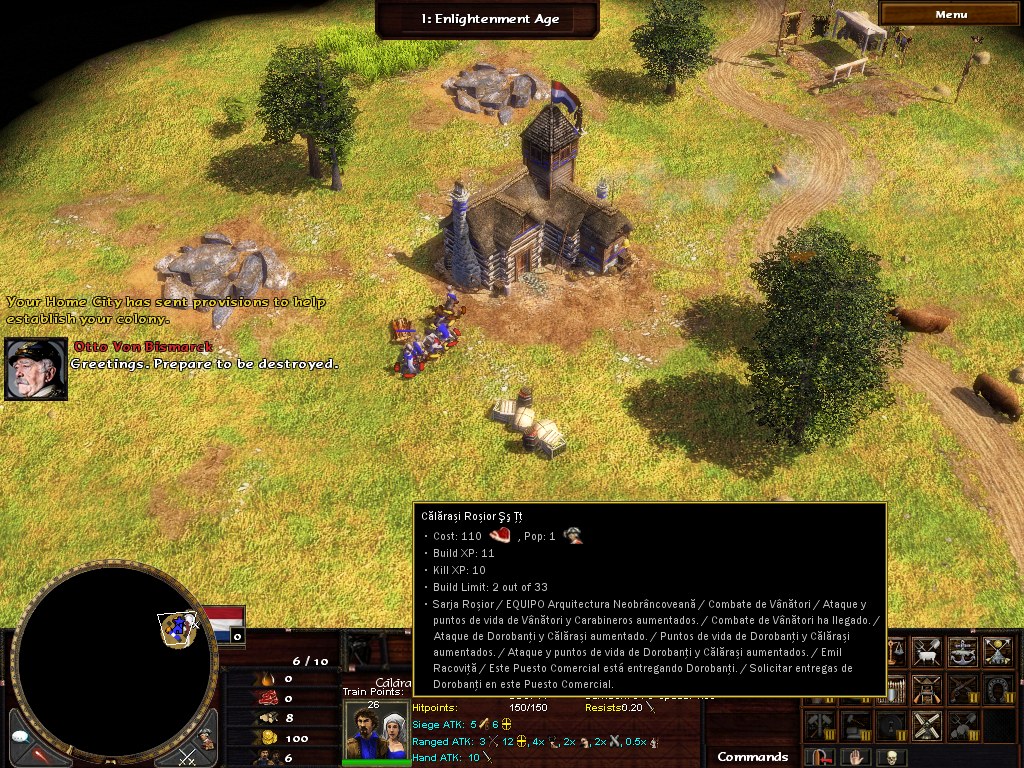 1: Enlightenment Age
Menu
Your Home City has sent provisions to help
establish your colony.
Otto Von Bismarck
Greetings. Prepare to be destroyed.
Călărași Roșior Şş Țț
• Cost: 110 , Pop: 1
• Build XP: 11
• Kill XP: 10
• Build Limit: 2 out of 33
• Sarja Roșior / EQUIPO Arquitectura Neobrâncoveană / Combate de Vânători / Ataque y
puntos de vida de Vânători y Carabineros aumentados. / Combate de Vânători ha llegado. /
Ataque de Dorobanți y Călărași aumentado. / Puntos de vida de Dorobanți y Călărași
aumentados. / Ataque y puntos de vida de Dorobanți y Călărași aumentados. / Emil
Racoviță / Este Puesto Comercial está entregando Dorobanți. / Solicitar entregas de
Dorobanți en este Puesto Comercial.
0
6 / 10
0
0
8
100
6
Călăra
Train Points:
26
Hitpoints: 150/150 Resists0.20
Siege ATK: 5 6
Ranged ATK: 3 12 , 4x , 2x , 2x , 0.5x
Hand ATK: 10
Commands